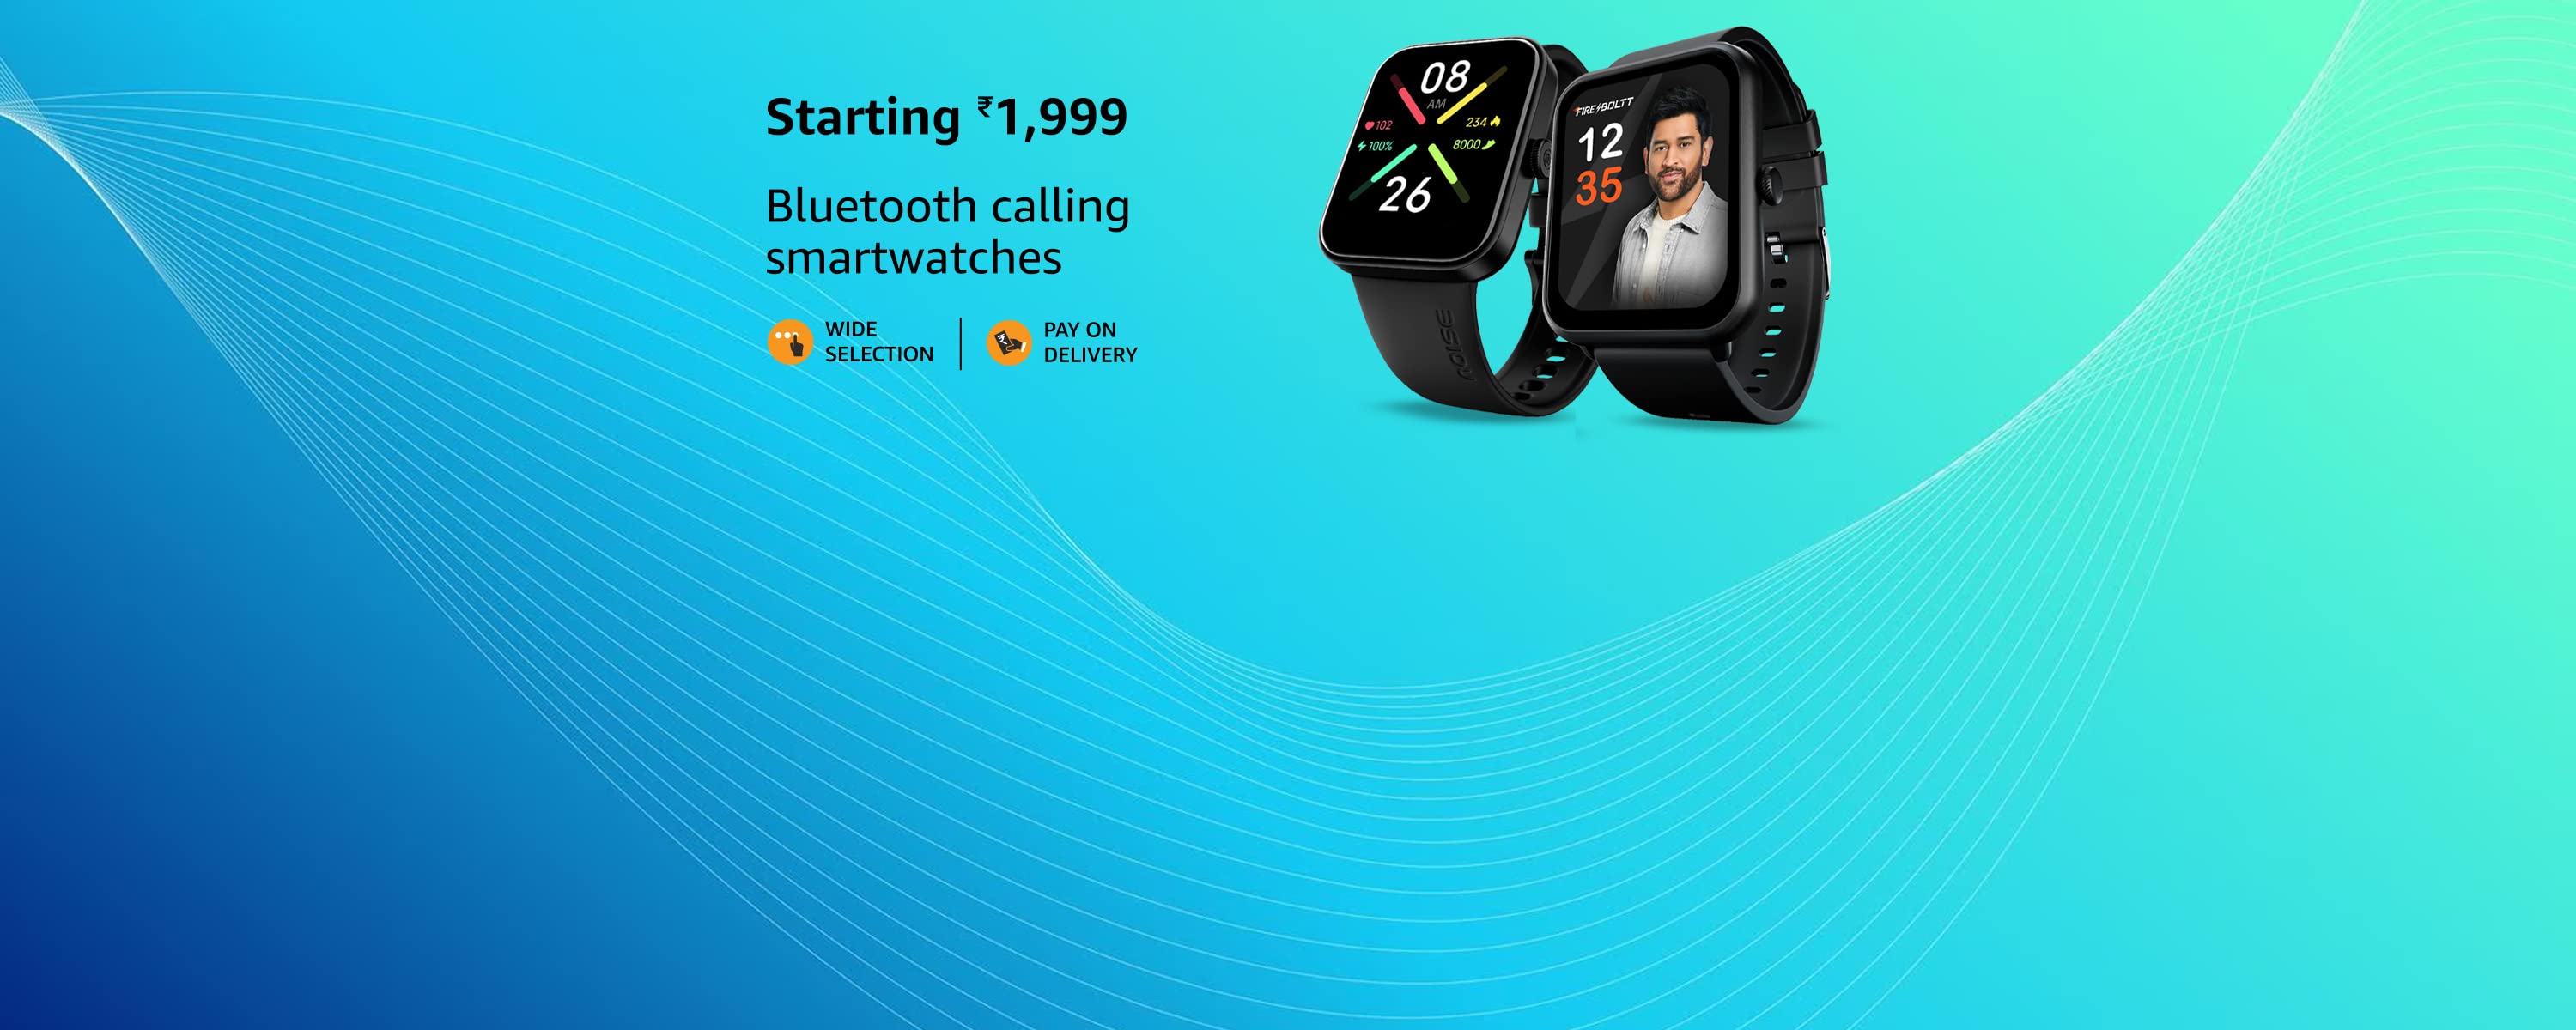 Starting ₹1,999
Bluetooth calling
smartwatches
WIDE
SELECTION
PAY ON
DELIVERY
08
AM
102
234
100%
8000
26
NOISE
FIRE BOLTT
12
35